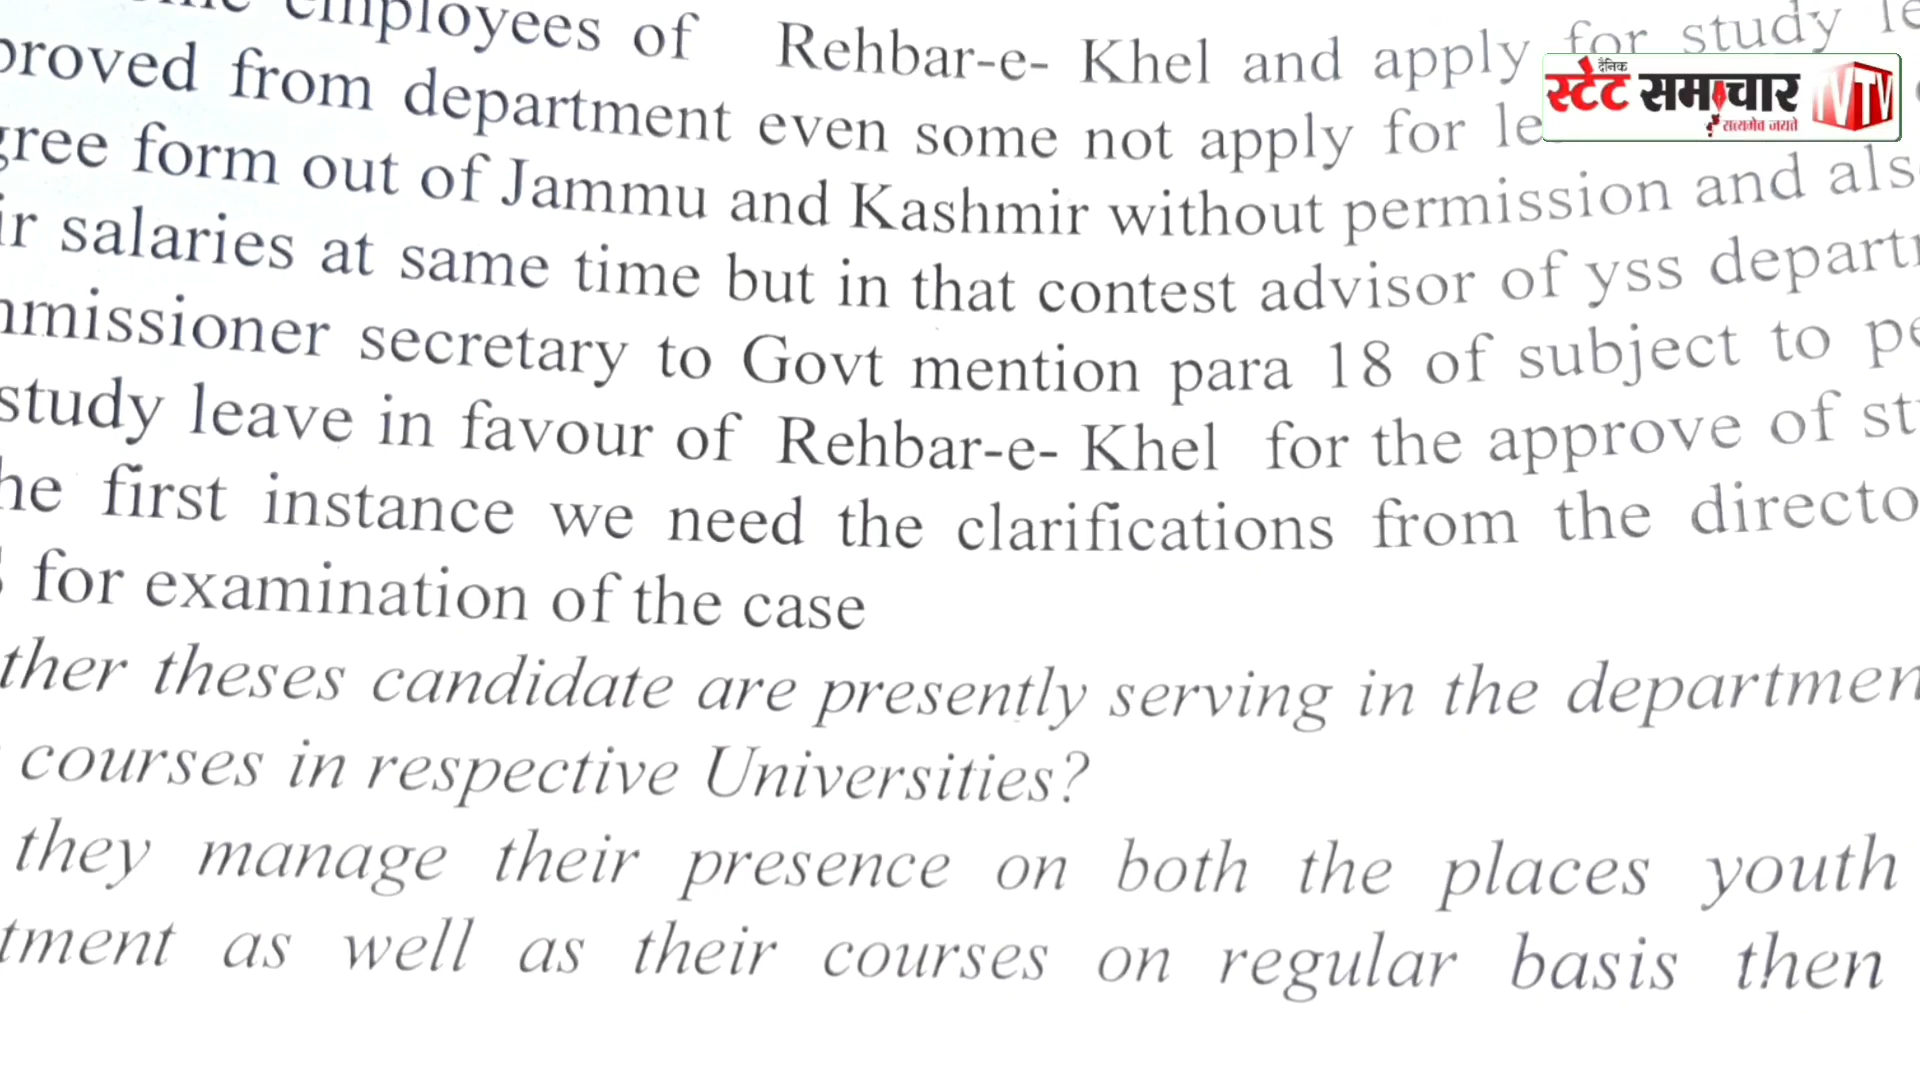 employees of Rehbar-e- Khel and apply for study le
proved from department even some not apply for le
gree form out of Jammu and Kashmir without permission and als
ir salaries at same time but in that contest advisor of yss departm
mmissioner secretary to Govt mention para 18 of subject to pe
study leave in favour of Rehbar-e- Khel for the approve of st
he first instance we need the clarifications from the directo
for examination of the case
ther theses candidate are presently serving in the departmen
courses in respective Universities?
they manage their presence on both the places youth
tment as well as their courses on regular basis then
दैनिक
स्टेट समाचार
सत्यमेव जयते
TV